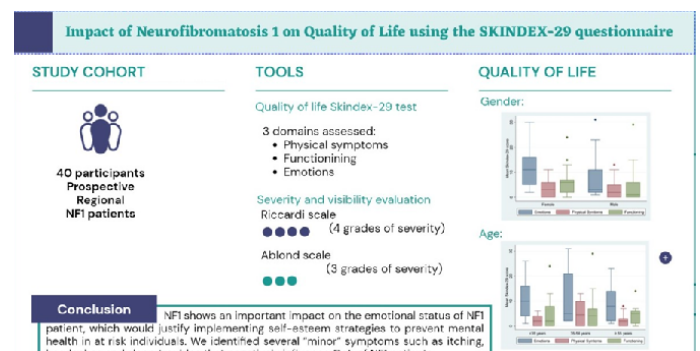 Impact of Neurofibromatosis 1 on Quality of Life using the SKINDEX-29 questionnaire
STUDY COHORT
40 participants
Prospective
Regional
NF1 patients
TOOLS
Quality of life Skindex-29 test
3 domains assessed:
• Physical symptoms
• Functionining
• Emotions
Severity and visibility evaluation
Riccardi scale
(4 grades of severity)
Ablond scale
(3 grades of severity)
QUALITY OF LIFE
Gender:
Age:
Conclusion
NF1 shows an important impact on the emotional status of NF1
patient, which would justify implementing self-esteem strategies to prevent mental
health in at risk individuals. We identified several "minor" symptoms such as itching,